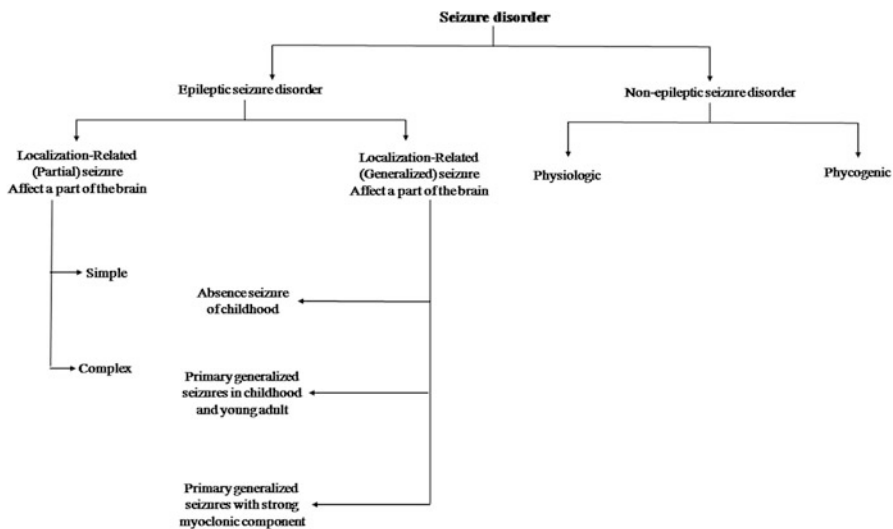 Seizure disorder
Epileptic seizure disorder
Non-epileptic seizure disorder
Localization-Related
(Partial) seizure
Affect a part of the brain
Localization-Related
(Generalized) seizure
Affect a part of the brain
Physiologic
Phycogenic
Simple
Complex
Absence seizure
of childhood
Primary generalized
seizures in childhood
and young adult
Primary generalized
seizures with strong
myoclonic component